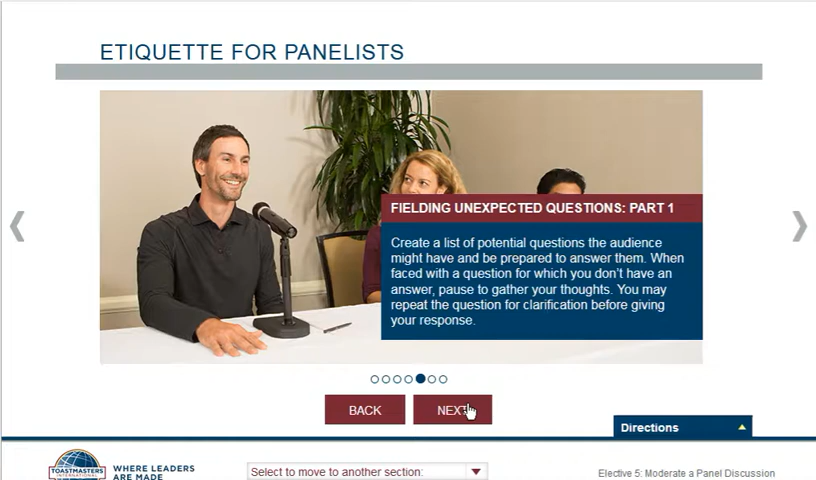 ETIQUETTE FOR PANELISTS
FIELDING UNEXPECTED QUESTIONS: PART 1
Create a list of potential questions the audience
might have and be prepared to answer them. When
faced with a question for which you don't have an
answer, pause to gather your thoughts. You may
repeat the question for clarification before giving
your response.
BACK
NEXT
Directions
TOASTMASTERS
INTERNATIONAL
WHERE LEADERS
ARE MADE
Select to move to another section:
Elective 5: Moderate a Panel Discussion